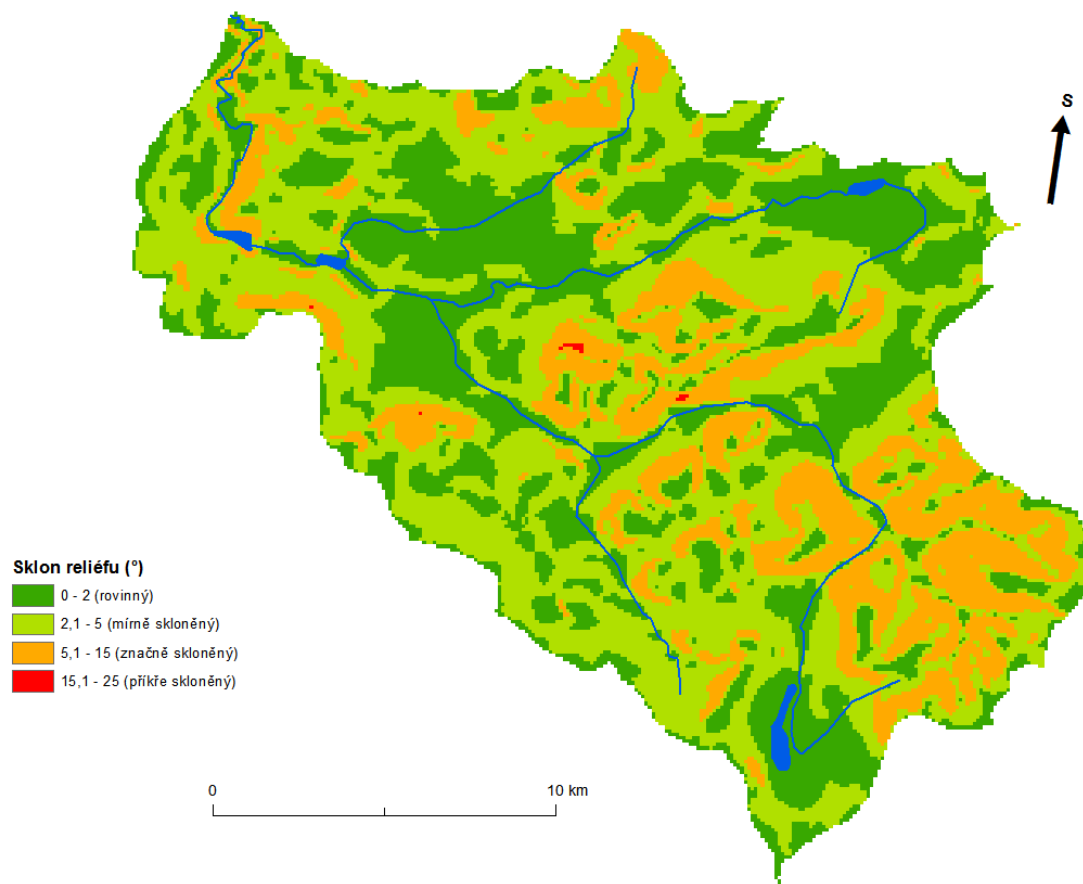 S
Sklon reliéfu (°)
0 - 2 (rovinný)
2,1 - 5 (mírně skloněný)
5,1 - 15 (značně skloněný)
15,1 - 25 (příkře skloněný)
0 10 km